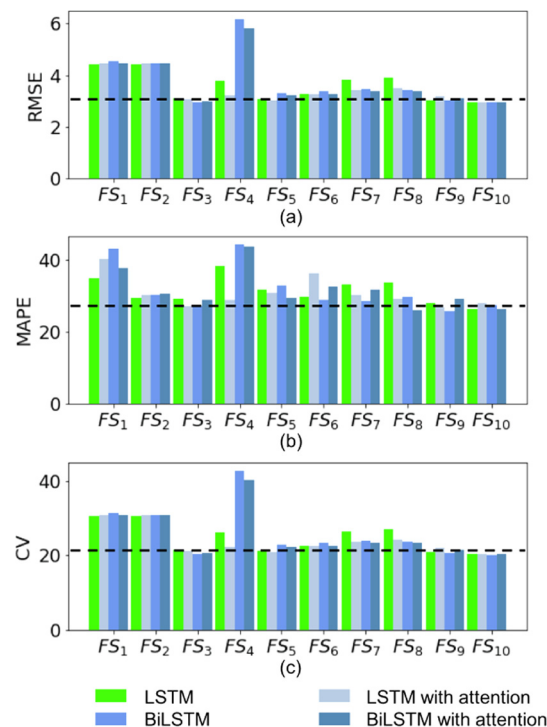 6
4
2
0
RMSE
FS₁ FS₂ FS₃ FS₄ FS₅ FS₆ FS₇ FS₈ FS₉ FS₁₀
(a)
40
20
0
MAPE
FS₁ FS₂ FS₃ FS₄ FS₅ FS₆ FS₇ FS₈ FS₉ FS₁₀
(b)
40
20
0
CV
FS₁ FS₂ FS₃ FS₄ FS₅ FS₆ FS₇ FS₈ FS₉ FS₁₀
(c)
LSTM LSTM with attention
BiLSTM BiLSTM with attention